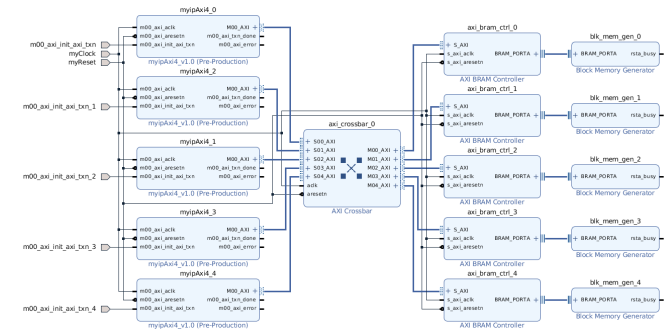 m00_axi_init_axi_txn
myClock
myReset
m00_axi_init_axi_txn_1
m00_axi_init_axi_txn_2
m00_axi_init_axi_txn_3
m00_axi_init_axi_txn_4
myipAxi4_0
m00_axi_aclk M00_AXI
m00_axi_aresetn m00_axi_txn_done
m00_axi_init_axi_txn m00_axi_error
myipAxi4_v1.0 (Pre-Production)
myipAxi4_2
m00_axi_aclk M00_AXI
m00_axi_aresetn m00_axi_txn_done
m00_axi_init_axi_txn m00_axi_error
myipAxi4_v1.0 (Pre-Production)
myipAxi4_1
m00_axi_aclk M00_AXI
m00_axi_aresetn m00_axi_txn_done
m00_axi_init_axi_txn m00_axi_error
myipAxi4_v1.0 (Pre-Production)
myipAxi4_3
m00_axi_aclk M00_AXI
m00_axi_aresetn m00_axi_txn_done
m00_axi_init_axi_txn m00_axi_error
myipAxi4_v1.0 (Pre-Production)
myipAxi4_4
m00_axi_aclk M00_AXI
m00_axi_aresetn m00_axi_txn_done
m00_axi_init_axi_txn m00_axi_error
myipAxi4_v1.0 (Pre-Production)
axi_crossbar_0
S00_AXI
S01_AXI M00_AXI
S02_AXI M01_AXI
S03_AXI M02_AXI
S04_AXI M03_AXI
aclk M04_AXI
aresetn
AXI Crossbar
axi_bram_ctrl_0
S_AXI
s_axi_aclk BRAM_PORTA
s_axi_aresetn
AXI BRAM Controller
axi_bram_ctrl_1
S_AXI
s_axi_aclk BRAM_PORTA
s_axi_aresetn
AXI BRAM Controller
axi_bram_ctrl_2
S_AXI
s_axi_aclk BRAM_PORTA
s_axi_aresetn
AXI BRAM Controller
axi_bram_ctrl_3
S_AXI
s_axi_aclk BRAM_PORTA
s_axi_aresetn
AXI BRAM Controller
axi_bram_ctrl_4
S_AXI
s_axi_aclk BRAM_PORTA
s_axi_aresetn
AXI BRAM Controller
blk_mem_gen_0
BRAM_PORTA rsta_busy
Block Memory Generator
blk_mem_gen_1
BRAM_PORTA rsta_busy
Block Memory Generator
blk_mem_gen_2
BRAM_PORTA rsta_busy
Block Memory Generator
blk_mem_gen_3
BRAM_PORTA rsta_busy
Block Memory Generator
blk_mem_gen_4
BRAM_PORTA rsta_busy
Block Memory Generator